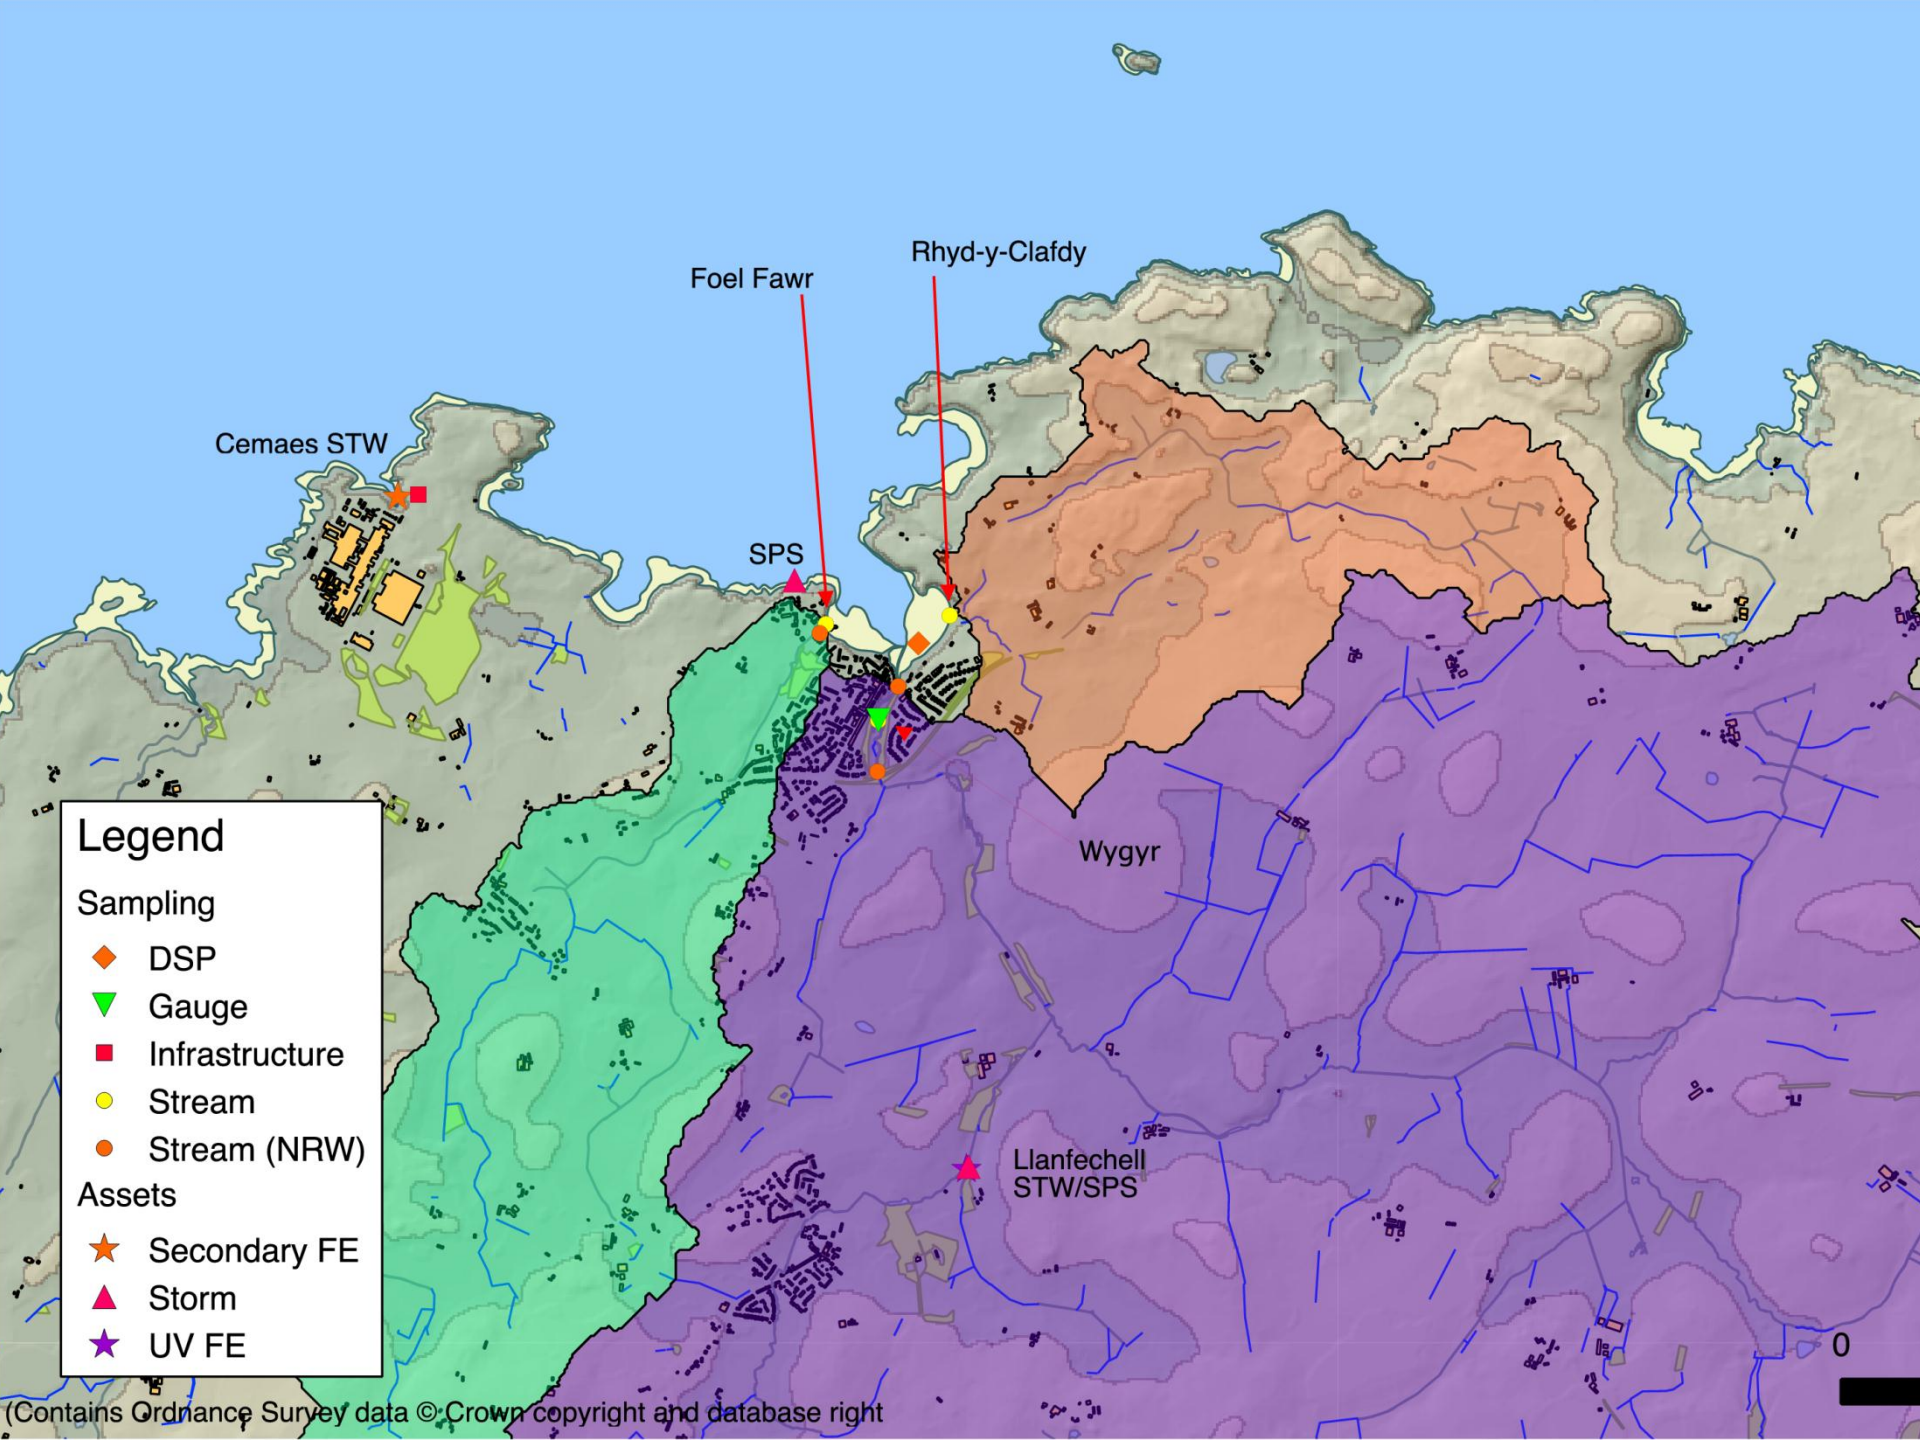 Rhyd-y-Clafdy
Foel Fawr
Cemaes STW
SPS
Wygyr
Llanfechell
STW/SPS
Legend
Sampling
DSP
Gauge
Infrastructure
Stream
Stream (NRW)
Assets
Secondary FE
Storm
UV FE
0
(Contains Ordnance Survey data © Crown copyright and database right